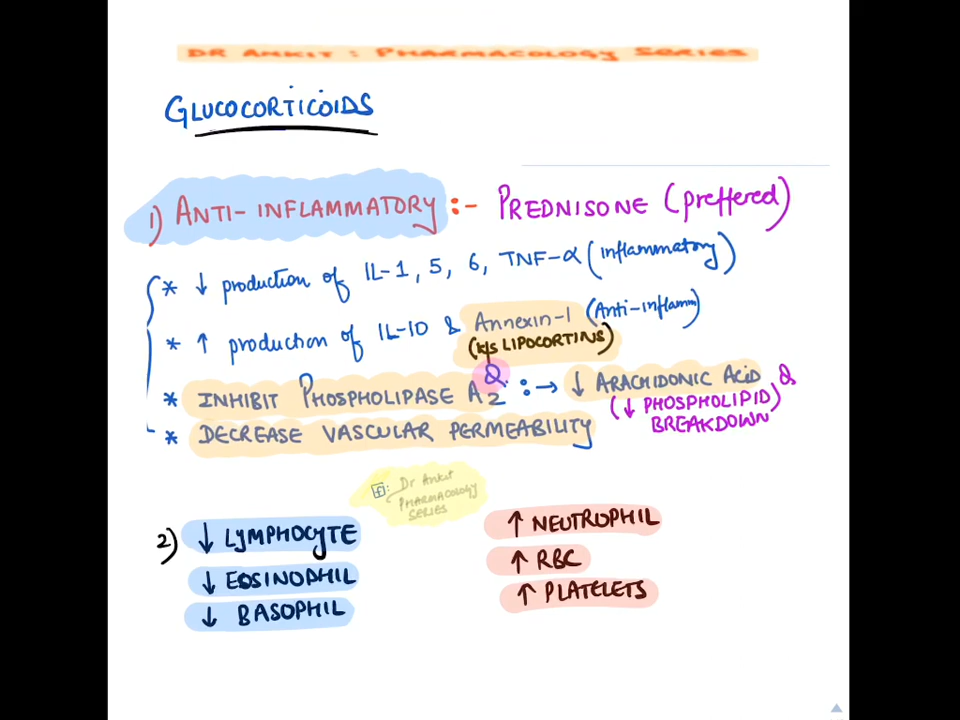 DR ANKIT : PHARMACOLOGY SERIES
GLUCOCORTICOIDS
1) ANTI-INFLAMMATORY :- PREDNISONE (preffered)
* ↓ production of IL-1, 5, 6, TNF-α (inflammatory)
* ↑ production of IL-10 & Annexin-1 (Anti-inflamm)
(k/s LIPOCORTINS)
* INHIBIT PHOSPHOLIPASE A2 Q :→ ↓ ARACHIDONIC ACID Q
(↓ PHOSPHOLIPID)
BREAKDOWN
* DECREASE VASCULAR PERMEABILITY
Dr Ankit
PHARMACOLOGY
SERIES
2) ↓ LYMPHOCYTE ↑ NEUTROPHIL
↓ EOSINOPHIL ↑ RBC
↓ BASOPHIL ↑ PLATELETS